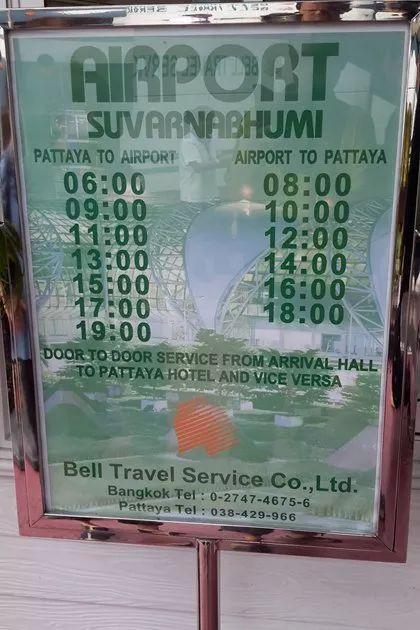 AIRPORT
SUVARNABHUMI
PATTAYA TO AIRPORT AIRPORT TO PATTAYA
06:00 08:00
09:00 10:00
11:00 12:00
13:00 14:00
15:00 16:00
17:00 18:00
19:00
DOOR TO DOOR SERVICE FROM ARRIVAL HALL
TO PATTAYA HOTEL AND VICE VERSA
Bell Travel Service Co.,Ltd.
Bangkok Tel : 0-2747-4675-6
Pattaya Tel : 038-429-966